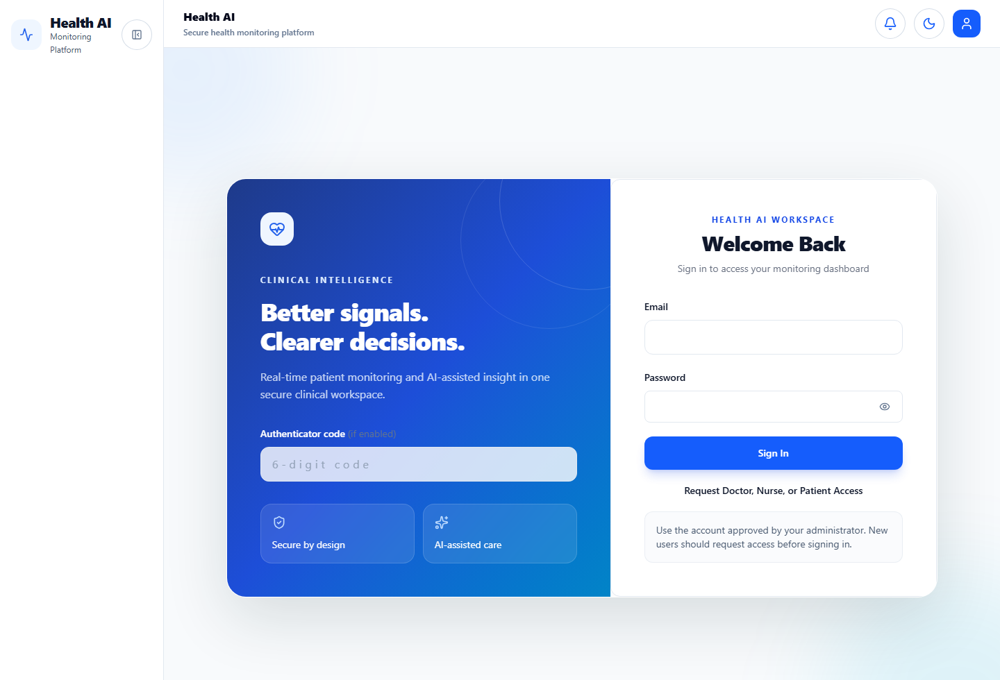 Health AI
Monitoring
Platform
Health AI
Secure health monitoring platform
CLINICAL INTELLIGENCE
Better signals.
Clearer decisions.
Real-time patient monitoring and AI-assisted insight in one
secure clinical workspace.
Authenticator code (if enabled)
6-digit code
Secure by design
AI-assisted care
HEALTH AI WORKSPACE
Welcome Back
Sign in to access your monitoring dashboard
Email
Password
Sign In
Request Doctor, Nurse, or Patient Access
Use the account approved by your administrator. New
users should request access before signing in.